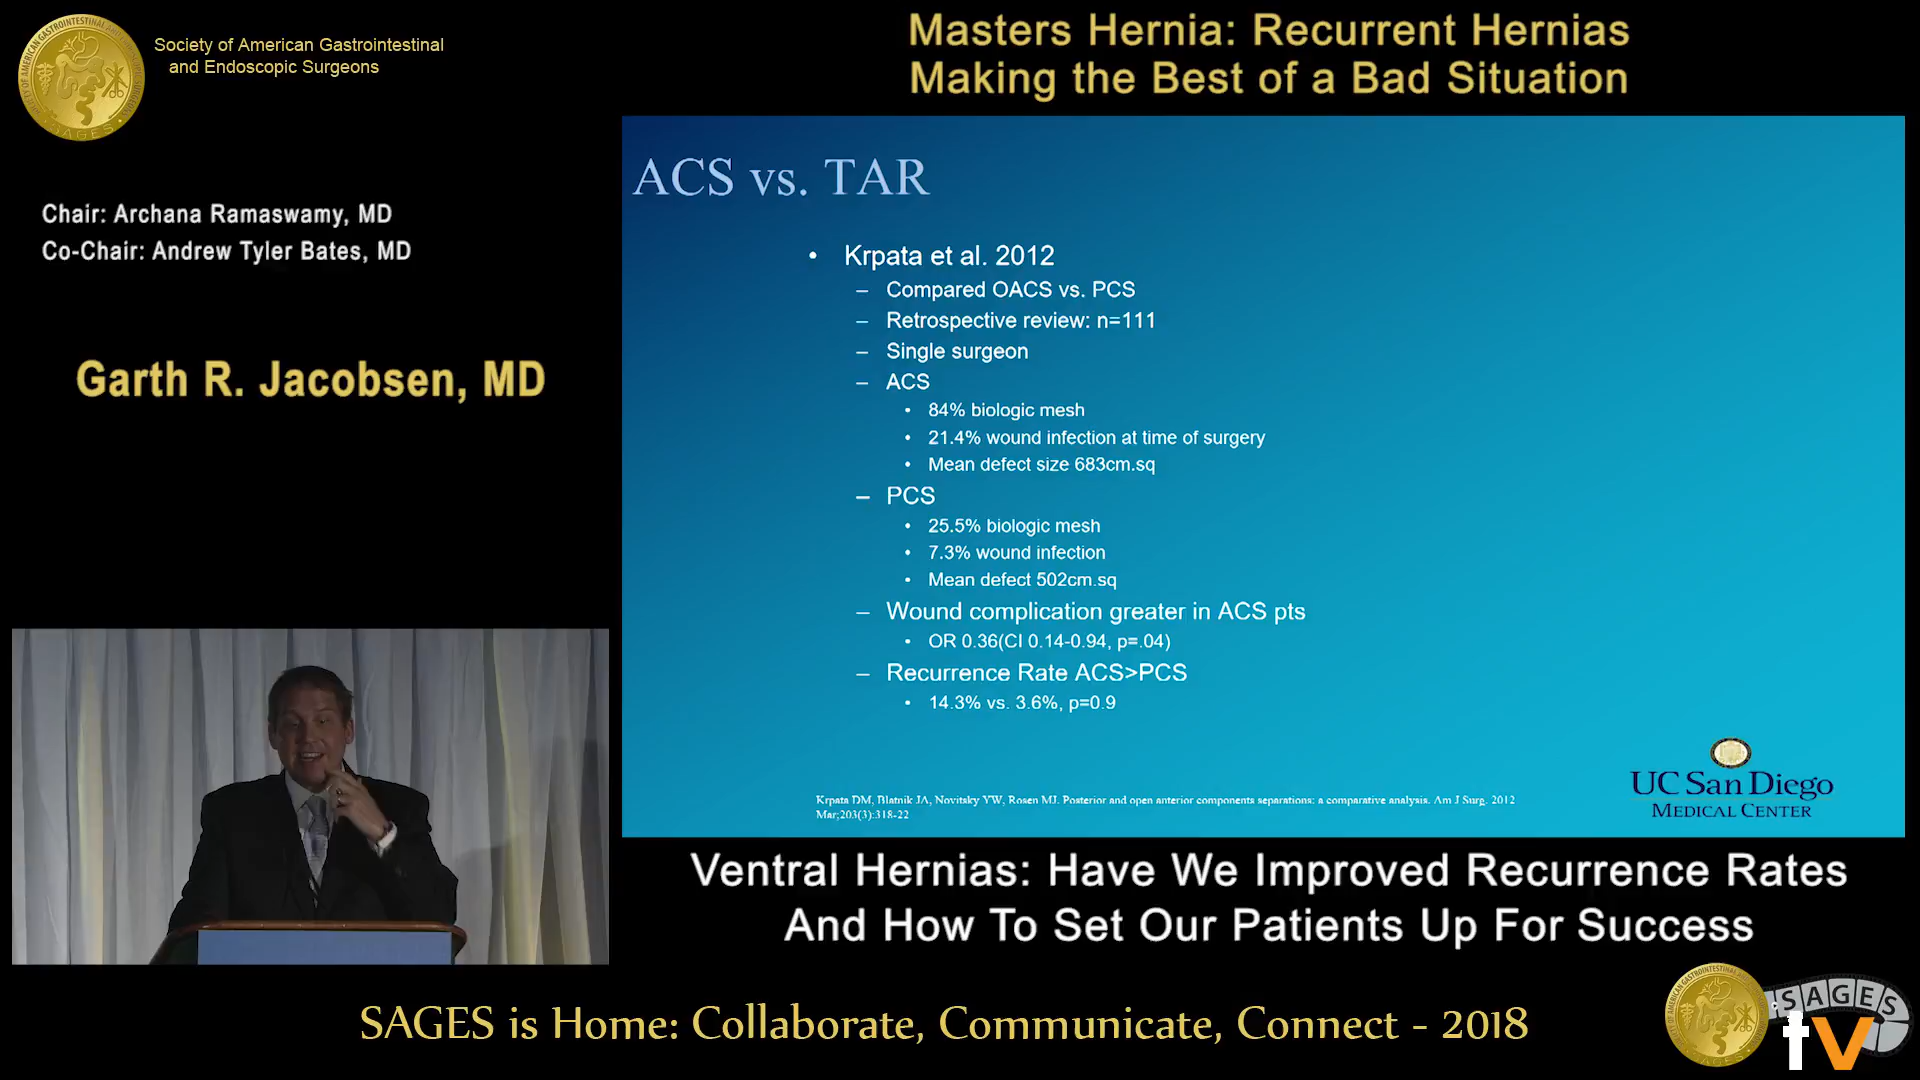 Society of American Gastrointestinal
and Endoscopic Surgeons
Masters Hernia: Recurrent Hernias
Making the Best of a Bad Situation
Chair: Archana Ramaswamy, MD
Co-Chair: Andrew Tyler Bates, MD
Garth R. Jacobsen, MD
ACS vs. TAR
• Krpata et al. 2012
– Compared OACS vs. PCS
– Retrospective review: n=111
– Single surgeon
– ACS
• 84% biologic mesh
• 21.4% wound infection at time of surgery
• Mean defect size 683cm.sq
– PCS
• 25.5% biologic mesh
• 7.3% wound infection
• Mean defect 502cm.sq
– Wound complication greater in ACS pts
• OR 0.36(CI 0.14-0.94, p=.04)
– Recurrence Rate ACS>PCS
• 14.3% vs. 3.6%, p=0.9
Krpata DM, Blatnik JA, Novitsky YW, Rosen MJ. Posterior and open anterior components separations: a comparative analysis. Am J Surg. 2012
Mar;203(3):318-22
UC San Diego
MEDICAL CENTER
Ventral Hernias: Have We Improved Recurrence Rates
And How To Set Our Patients Up For Success
SAGES is Home: Collaborate, Communicate, Connect - 2018
SAGES
tv